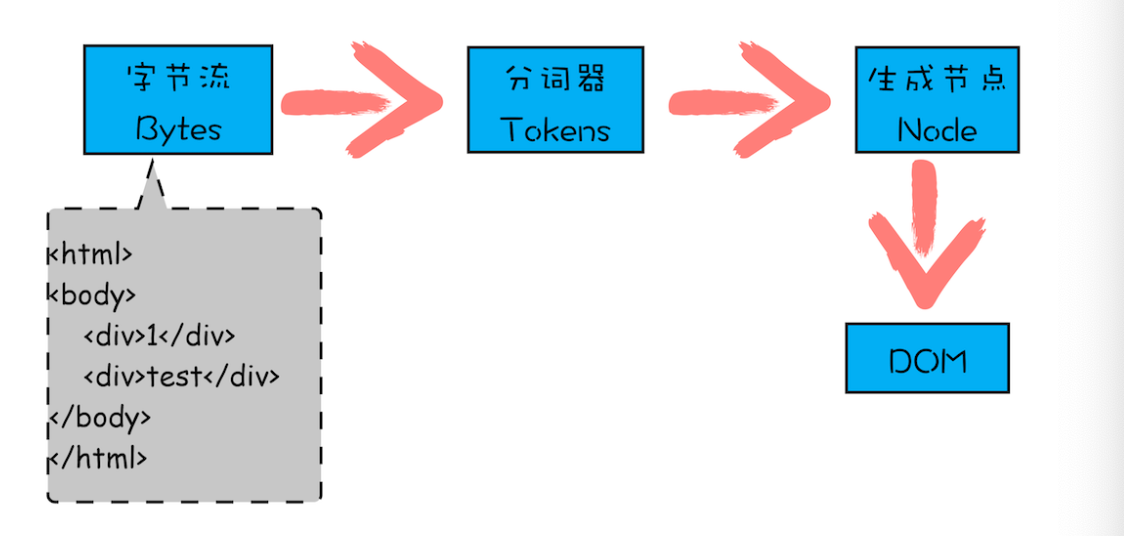 字节流
Bytes
分词器
Tokens
生成节点
Node
<html>
<body>
<div>1</div>
<div>test</div>
</body>
</html>
DOM